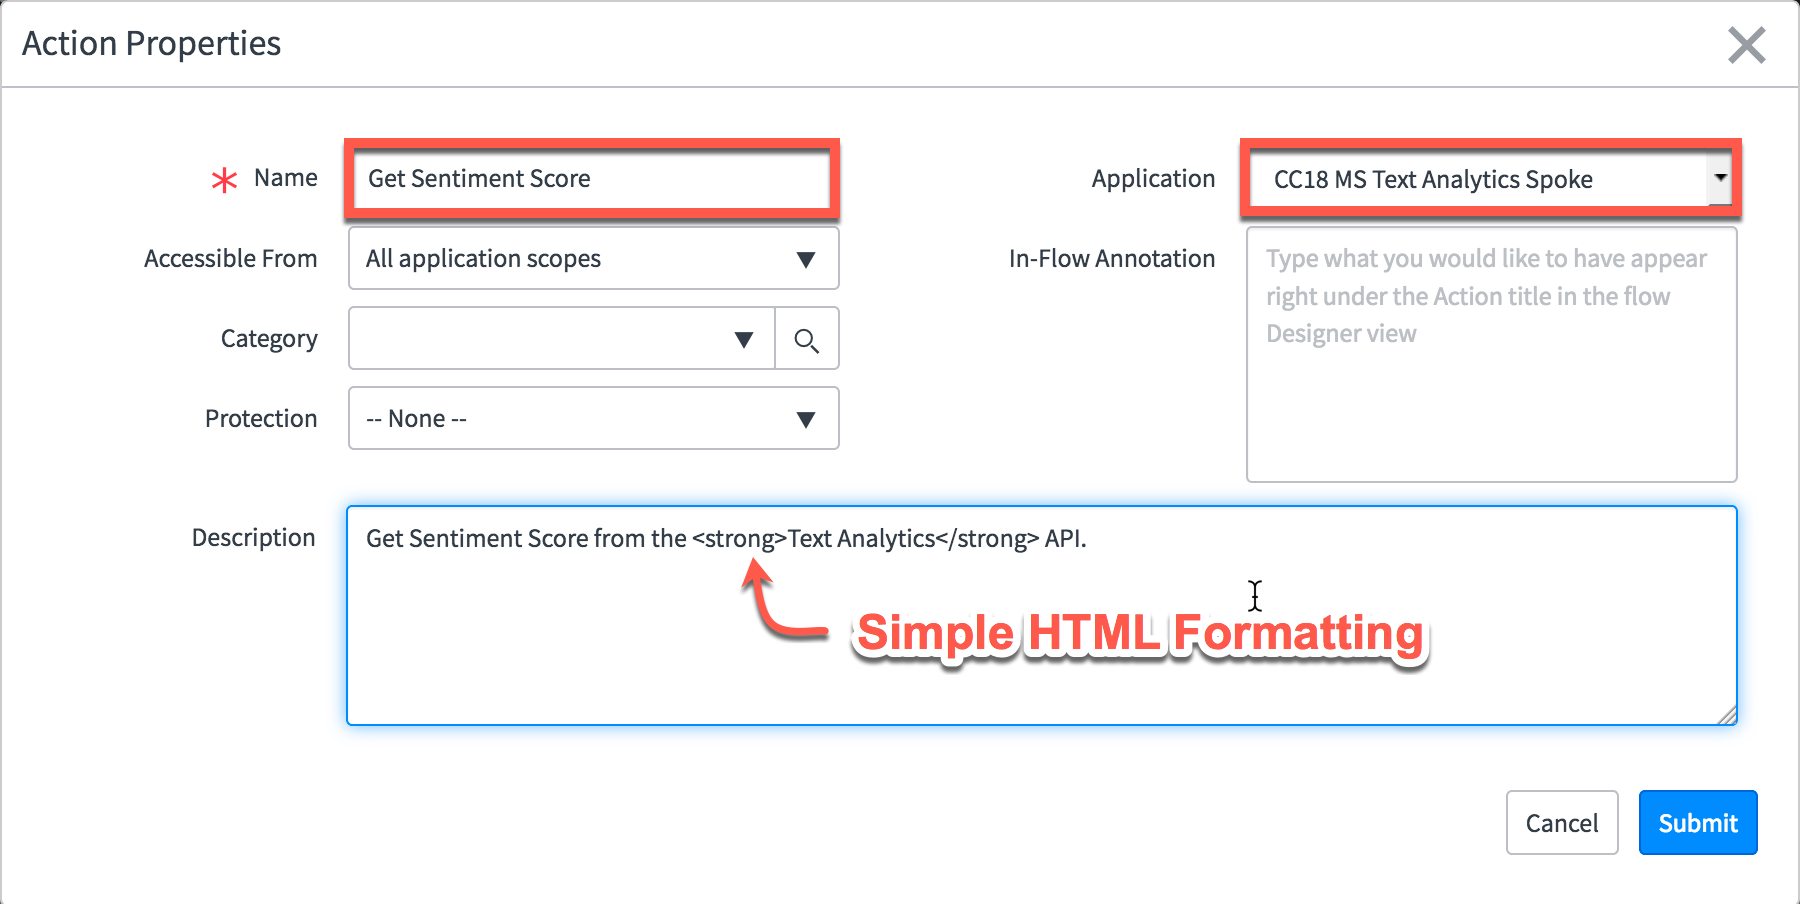 Action Properties
* Name
Get Sentiment Score
Application
CC18 MS Text Analytics Spoke
Accessible From
All application scopes
In-Flow Annotation
Type what you would like to have appear
right under the Action title in the flow
Designer view
Category
Protection
-- None --
Description
Get Sentiment Score from the <strong>Text Analytics</strong> API.
Simple HTML Formatting
Cancel
Submit